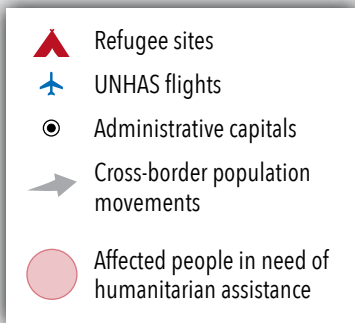 Refugee sites
UNHAS flights
Administrative capitals
Cross-border population
movements
Affected people in need of
humanitarian assistance